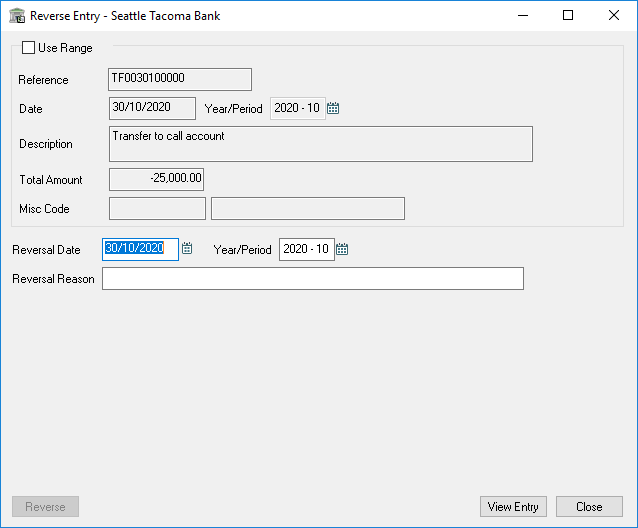 Reverse Entry - Seattle Tacoma Bank
Use Range
Reference TF0030100000
Date 30/10/2020 Year/Period 2020 - 10
Description Transfer to call account
Total Amount -25,000.00
Misc Code
Reversal Date 30/10/2020 Year/Period 2020 - 10
Reversal Reason
Reverse View Entry Close